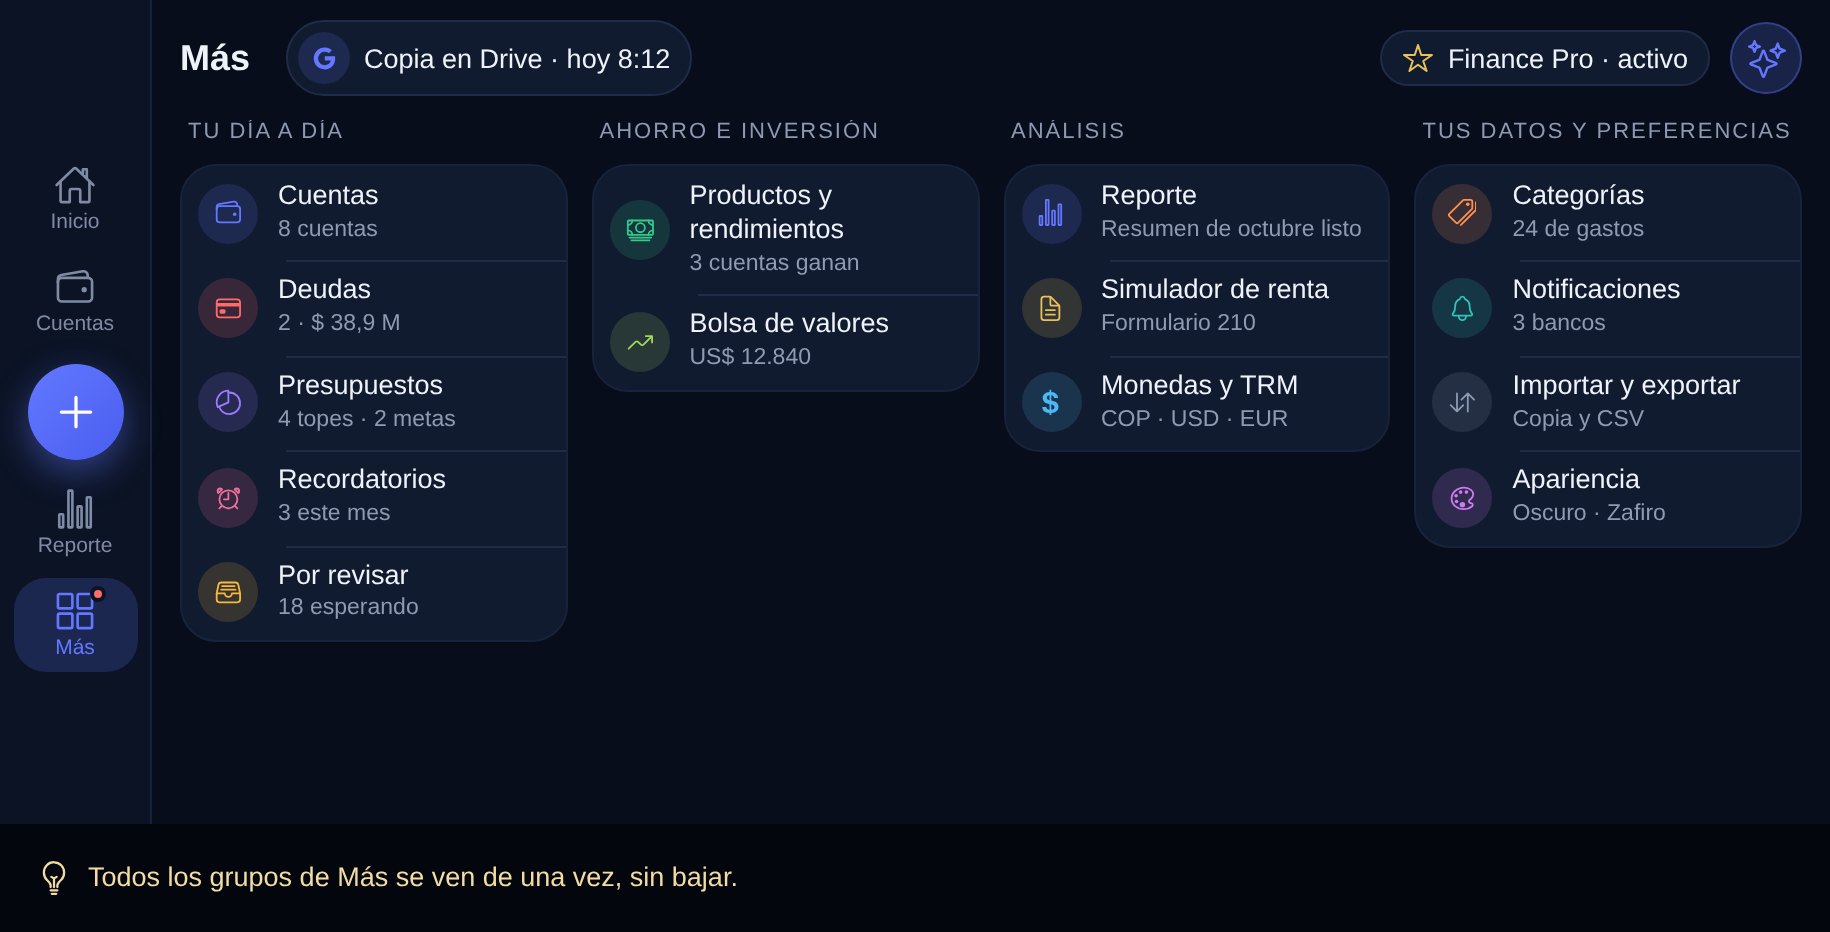 Más
Copia en Drive · hoy 8:12
Finance Pro · activo
Inicio
Cuentas
Reporte
Más
TU DÍA A DÍA
Cuentas
8 cuentas
Deudas
2 · $ 38,9 M
Presupuestos
4 topes · 2 metas
Recordatorios
3 este mes
Por revisar
18 esperando
AHORRO E INVERSIÓN
Productos y
rendimientos
3 cuentas ganan
Bolsa de valores
US$ 12.840
ANÁLISIS
Reporte
Resumen de octubre listo
Simulador de renta
Formulario 210
Monedas y TRM
COP · USD · EUR
TUS DATOS Y PREFERENCIAS
Categorías
24 de gastos
Notificaciones
3 bancos
Importar y exportar
Copia y CSV
Apariencia
Oscuro · Zafiro
Todos los grupos de Más se ven de una vez, sin bajar.